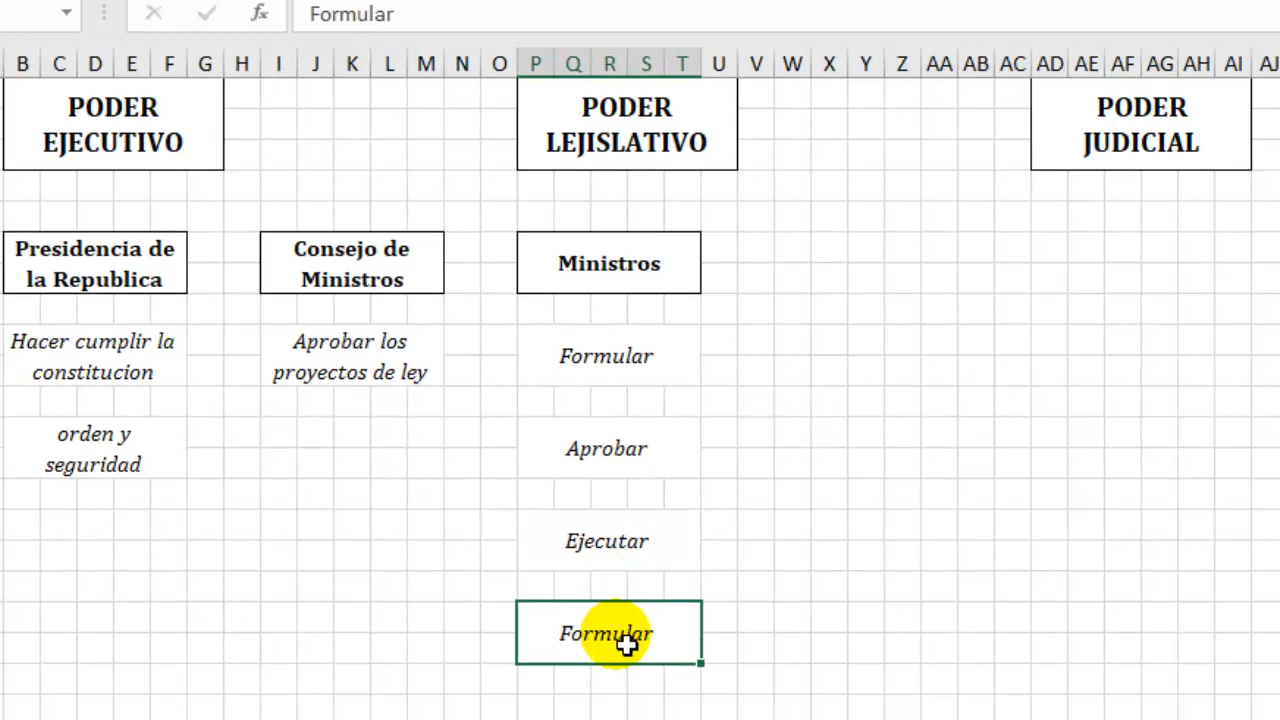 Formular
B C D E F G H I J K L M N O P Q R S T U V W X Y Z AA AB AC AD AE AF AG AH AI AJ
PODER
EJECUTIVO
PODER
LEJISLATIVO
PODER
JUDICIAL
Presidencia de
la Republica
Consejo de
Ministros
Ministros
Hacer cumplir la
constitucion
Aprobar los
proyectos de ley
Formular
orden y
seguridad
Aprobar
Ejecutar
Formular